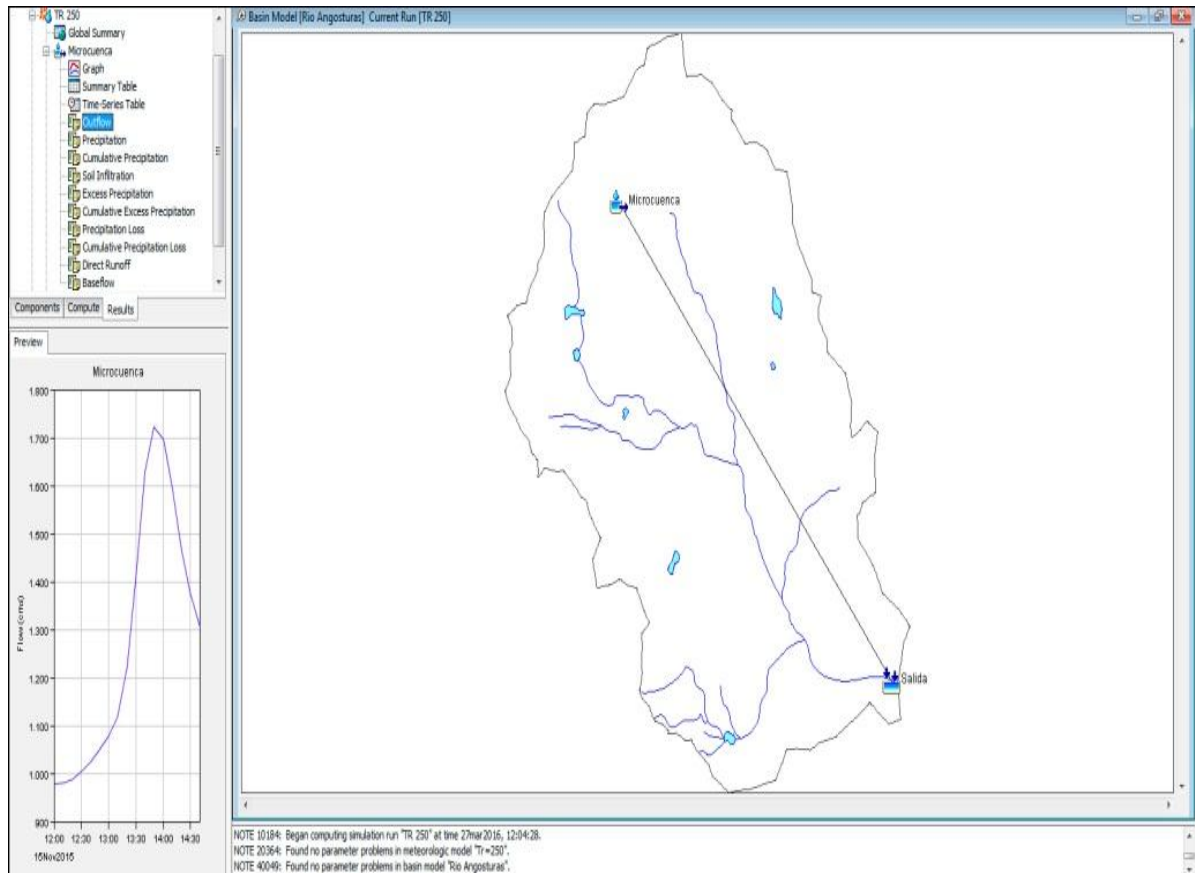 TR 250
Global Summary
Microcuenca
Graph
Summary Table
Time-Series Table
Outflow
Precipitation
Cumulative Precipitation
Soil Infiltration
Excess Precipitation
Cumulative Excess Precipitation
Precipitation Loss
Cumulative Precipitation Loss
Direct Runoff
Baseflow
Components Compute Results
Preview
Microcuenca
1.800
1.700
1.600
1.500
1.400
1.300
1.200
1.100
1.000
900
Flow (cms)
12:00 12:30 13:00 13:30 14:00 14:30
15Nov2015
Basin Model [Rio Angosturas] Current Run [TR 250]
Microcuenca
Salida
NOTE 10184: Began computing simulation run "TR 250" at time 27mar2016, 12:04:28.
NOTE 20364: Found no parameter problems in meteorologic model "Tr=250".
NOTE 40049: Found no parameter problems in basin model "Rio Angosturas".